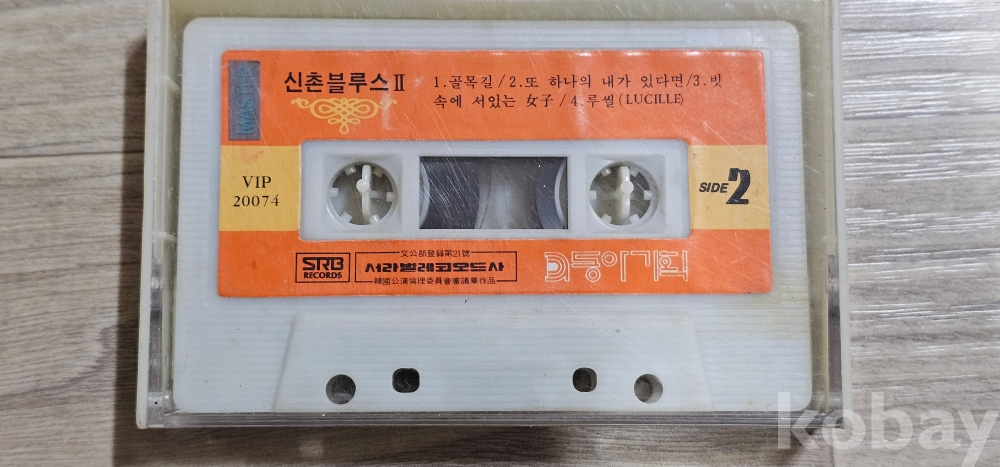 신촌블루스 II
1.골목길/2.또 하나의 내가 있다면/3.빗
속에 서있는 女子/4.루씰(LUCILLE)
VIP
20074
SIDE 2
SRB
RECORDS
文公部登録第21號
서라벌레코오드사
韓國公演倫理委員會審議畢作品
동아기획
kobay